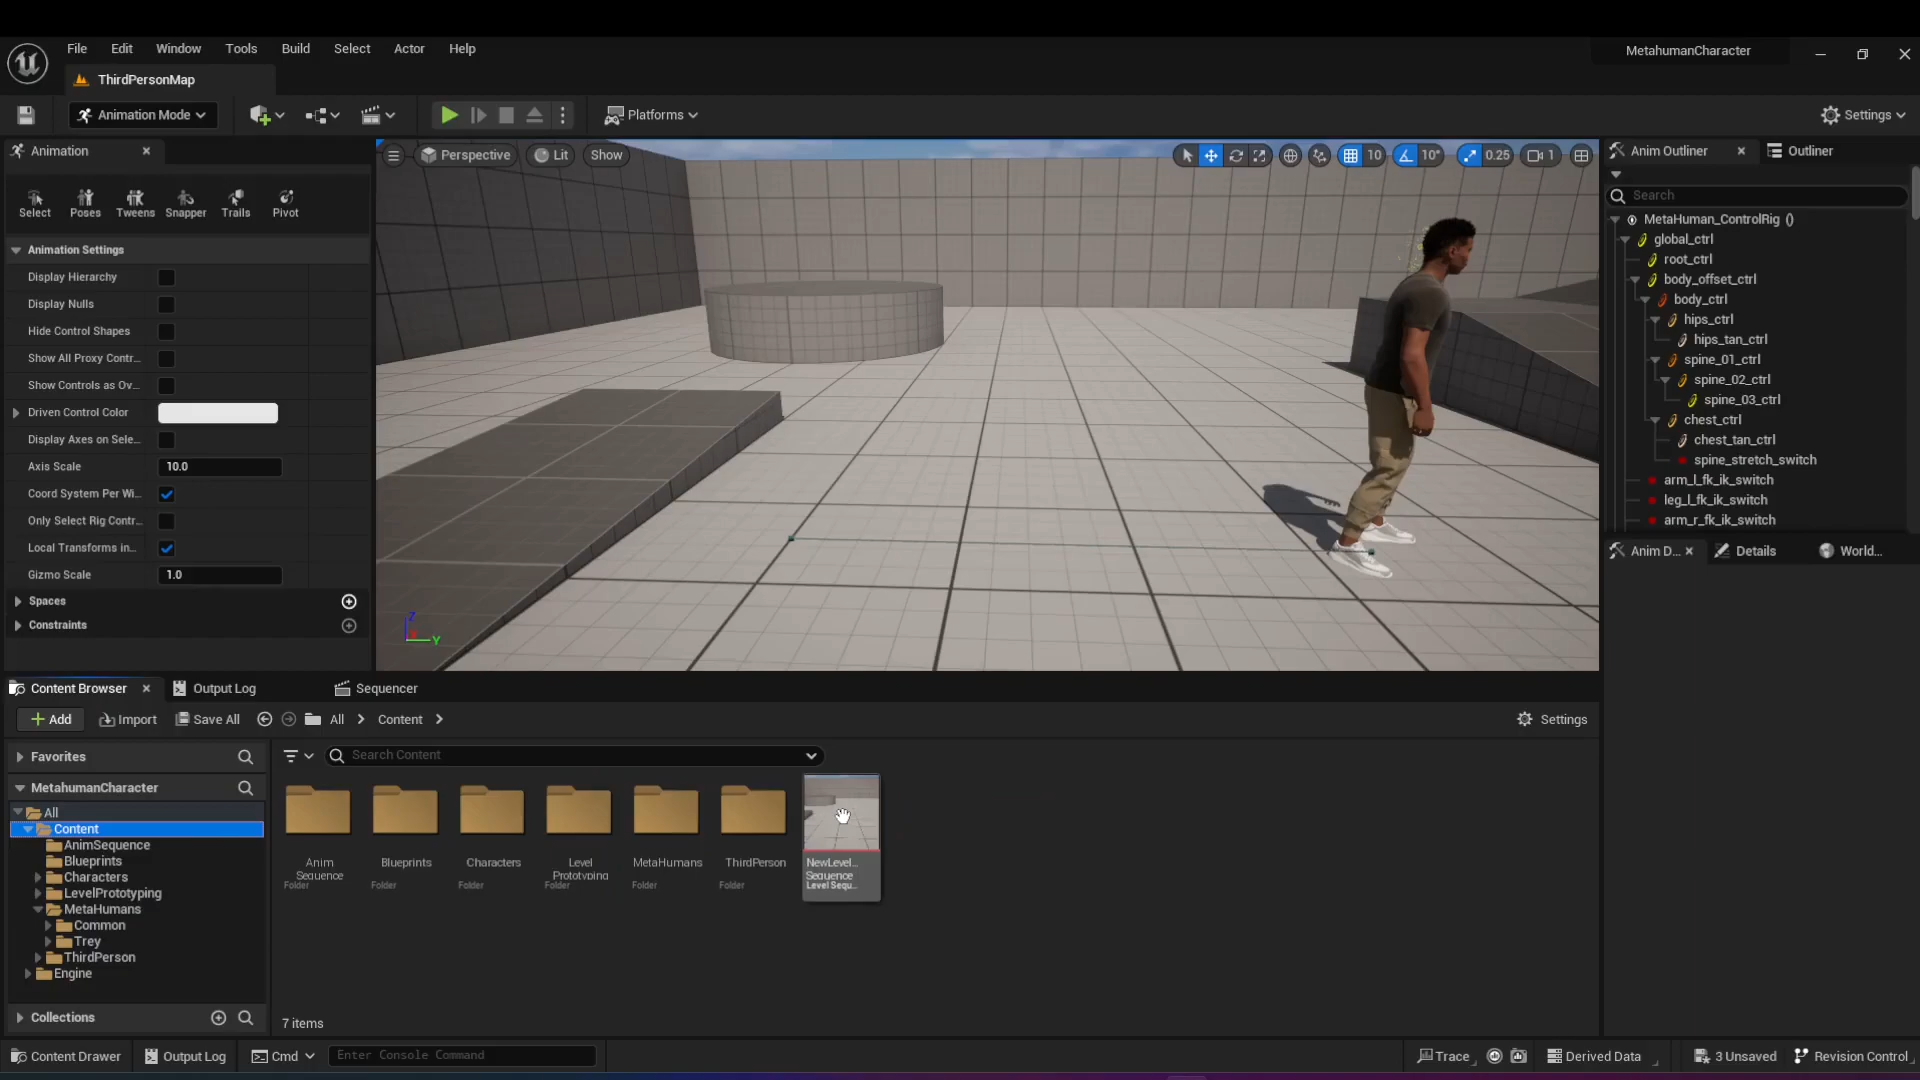 File Edit Window Tools Build Select Actor Help
MetahumanCharacter
ThirdPersonMap
Animation Mode
Platforms
Settings
Animation
Perspective Lit Show
10 10° 0.25 1
Anim Outliner Outliner
Select Poses Tweens Snapper Trails Pivot
Search
MetaHuman_ControlRig ()
global_ctrl
root_ctrl
body_offset_ctrl
body_ctrl
hips_ctrl
hips_tan_ctrl
spine_01_ctrl
spine_02_ctrl
spine_03_ctrl
chest_ctrl
chest_tan_ctrl
spine_stretch_switch
arm_l_fk_ik_switch
leg_l_fk_ik_switch
arm_r_fk_ik_switch
Animation Settings
Display Hierarchy
Display Nulls
Hide Control Shapes
Show All Proxy Contr...
Show Controls as Ov...
Driven Control Color
Display Axes on Sele...
Axis Scale 10.0
Coord System Per Wi...
Only Select Rig Contr...
Local Transforms in...
Gizmo Scale 1.0
Spaces
Constraints
Z
Y
Anim D... Details World...
Content Browser Output Log Sequencer
Add Import Save All All Content Settings
Favorites
Search Content
MetahumanCharacter
All
Content
AnimSequence
Blueprints
Characters
LevelPrototyping
MetaHumans
Common
Trey
ThirdPerson
Engine
Collections
Anim
Sequence
Folder
Blueprints
Folder
Characters
Folder
Level
Prototyping
Folder
MetaHumans
Folder
ThirdPerson
Folder
NewLevel...
Sequence
Level Sequ...
7 items
Content Drawer Output Log Cmd Enter Console Command
Trace Derived Data 3 Unsaved Revision Control